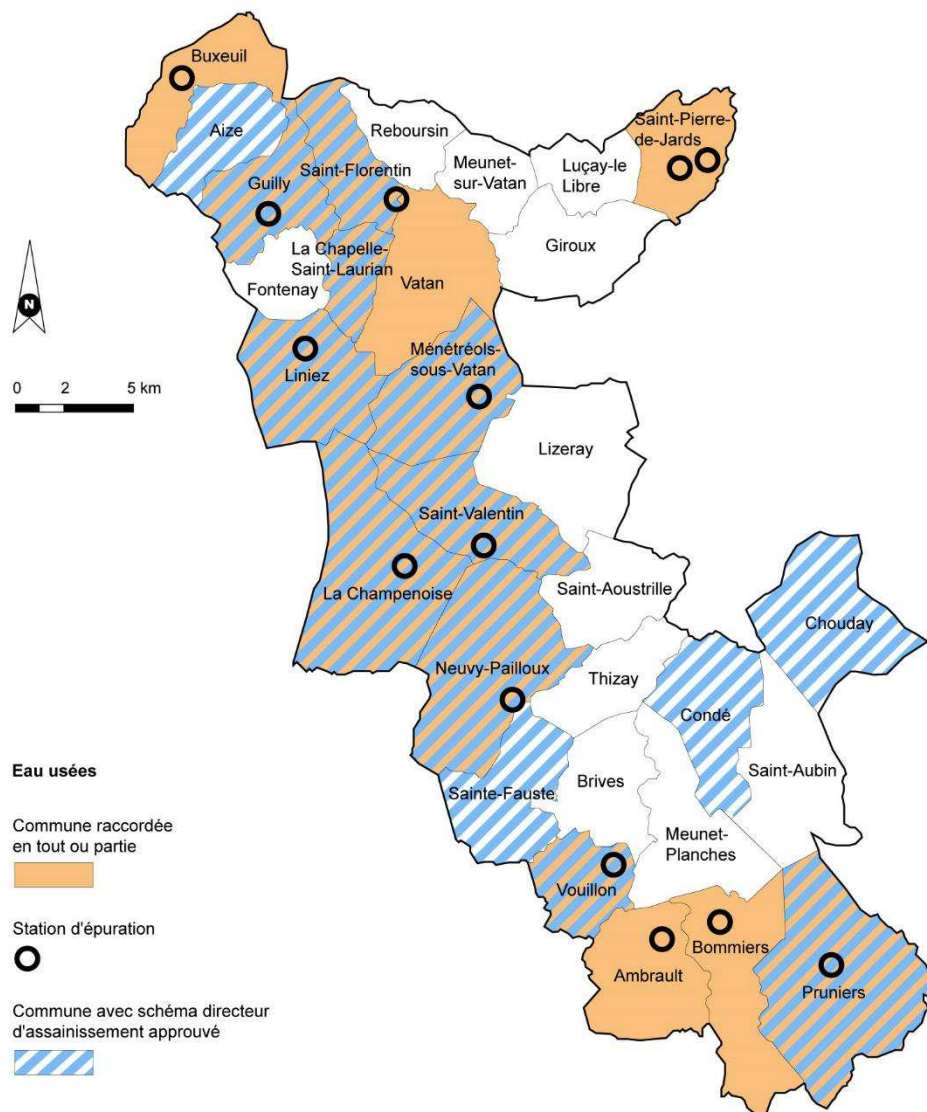 Buxeuil
Aize
Reboursin
Saint-Pierre-
de-Jards
Meunet-
sur-Vatan
Luçay-le
Libre
Saint-Florentin
Guilly
Giroux
La Chapelle-
Saint-Laurian
Fontenay
Vatan
N
Ménétréols-
sous-Vatan
Liniez
0 2 5 km
Lizeray
Saint-Valentin
La Champenoise
Saint-Aoustrille
Chouday
Neuvy-Pailloux
Thizay
Condé
Saint-Aubin
Brives
Sainte-Fauste
Meunet-
Planches
Vouillon
Bommiers
Ambrault
Pruniers
Eau usées
Commune raccordée
en tout ou partie
Station d'épuration
Commune avec schéma directeur
d'assainissement approuvé